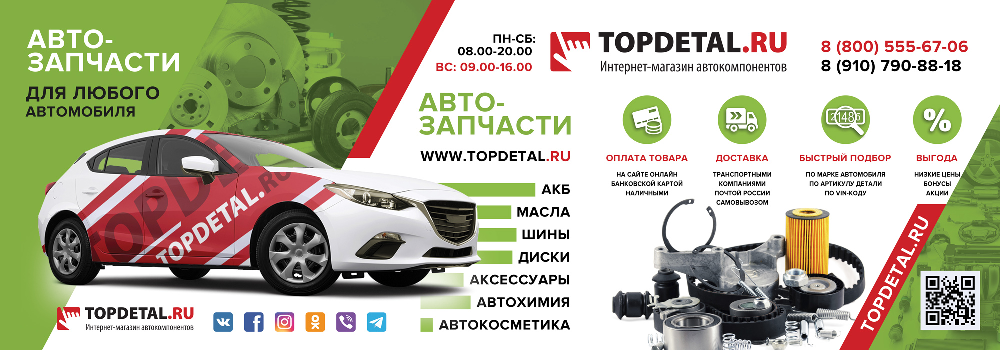 АВТО-
ЗАПЧАСТИ
ДЛЯ ЛЮБОГО
АВТОМОБИЛЯ
TOPDETAL.RU
TOPDETAL.RU
TOPDETAL.RU
Интернет-магазин автокомпонентов
ПН-СБ:
08.00-20.00
ВС: 09.00-16.00
TOPDETAL.RU
Интернет-магазин автокомпонентов
8 (800) 555-67-06
8 (910) 790-88-18
АВТО-
ЗАПЧАСТИ
WWW.TOPDETAL.RU
АКБ
МАСЛА
ШИНЫ
ДИСКИ
АКСЕССУАРЫ
АВТОХИМИЯ
АВТОКОСМЕТИКА
ОПЛАТА ТОВАРА
НА САЙТЕ ОНЛАЙН
БАНКОВСКОЙ КАРТОЙ
НАЛИЧНЫМИ
ДОСТАВКА
ТРАНСПОРТНЫМИ
КОМПАНИЯМИ
ПОЧТОЙ РОССИИ
САМОВЫВОЗОМ
21485
БЫСТРЫЙ ПОДБОР
ПО МАРКЕ АВТОМОБИЛЯ
ПО АРТИКУЛУ ДЕТАЛИ
ПО VIN-КОДУ
%
ВЫГОДА
НИЗКИЕ ЦЕНЫ
БОНУСЫ
АКЦИИ
TOPDETAL.RU